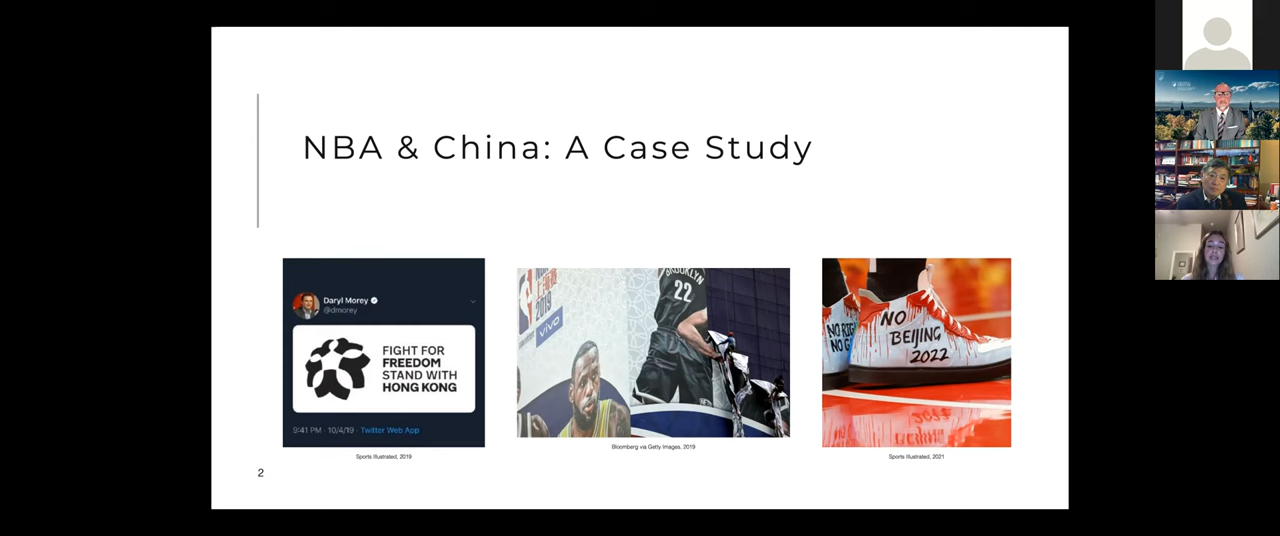 NBA & China: A Case Study
Daryl Morey
@dmorey
FIGHT FOR
FREEDOM
STAND WITH
HONG KONG
9:41 PM · 10/4/19 · Twitter Web App
Sports Illustrated, 2019
2019
vivo
BROOKLYN
22
Bloomberg via Getty Images, 2019
NO
BEIJING
2022
Sports Illustrated, 2021
2